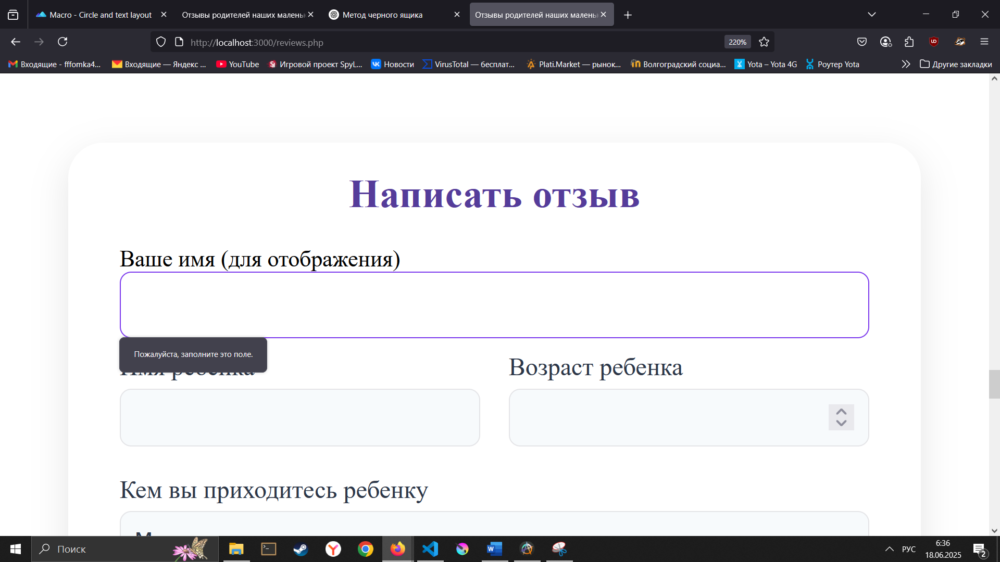 Macro - Circle and text layout
Отзывы родителей наших малень
Метод черного ящика
Отзывы родителей наших малень
http://localhost:3000/reviews.php
220%
Входящие - fffomka4...
Входящие — Яндекс ...
YouTube
Игровой проект SpyL...
Новости
VirusTotal — бесплат...
Plati.Market — рынок...
Волгоградский социа...
Yota – Yota 4G
Роутер Yota
Другие закладки
Написать отзыв
Ваше имя (для отображения)
Пожалуйста, заполните это поле.
Имя ребенка
Возраст ребенка
Кем вы приходитесь ребенку
Поиск
РУС
6:36
18.06.2025
2